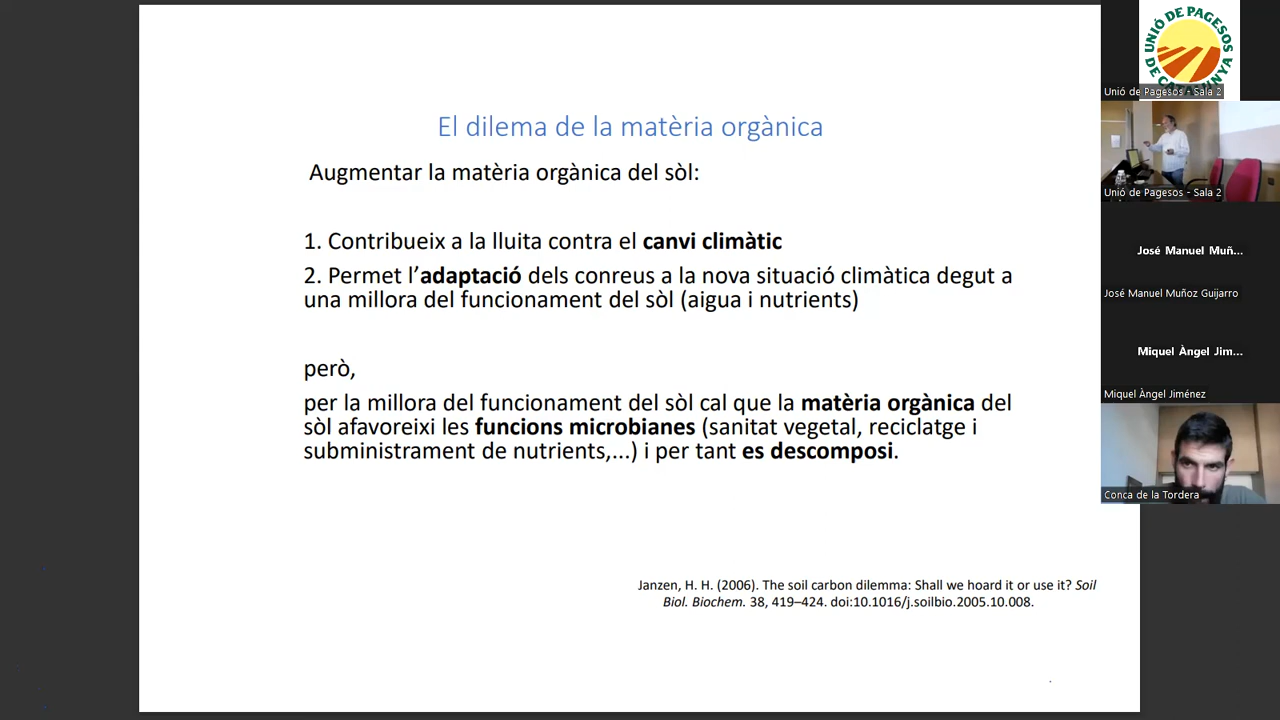 El dilema de la matèria orgànica
Augmentar la matèria orgànica del sòl:
1. Contribueix a la lluita contra el canvi climàtic
2. Permet l’adaptació dels conreus a la nova situació climàtica degut a
una millora del funcionament del sòl (aigua i nutrients)
però,
per la millora del funcionament del sòl cal que la matèria orgànica del
sòl afavoreixi les funcions microbianes (sanitat vegetal, reciclatge i
subministrament de nutrients,...) i per tant es descomposi.
Janzen, H. H. (2006). The soil carbon dilemma: Shall we hoard it or use it? Soil
Biol. Biochem. 38, 419–424. doi:10.1016/j.soilbio.2005.10.008.
UNIÓ DE PAGESOS
DE CATALUNYA
Unió de Pagesos - Sala 2
Unió de Pagesos - Sala 2
José Manuel Muñ...
José Manuel Muñoz Guijarro
Miquel Àngel Jim...
Miquel Àngel Jiménez
Conca de la Tordera